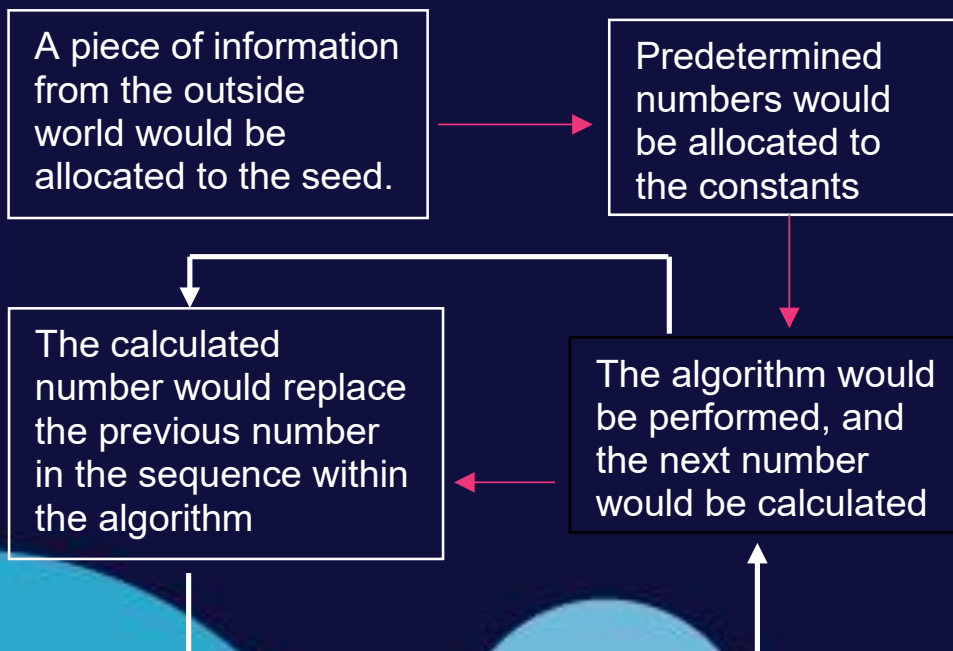 A piece of information
from the outside
world would be
allocated to the seed.
Predetermined
numbers would
be allocated to
the constants
The calculated
number would replace
the previous number
in the sequence within
the algorithm
The algorithm would
be performed, and
the next number
would be calculated